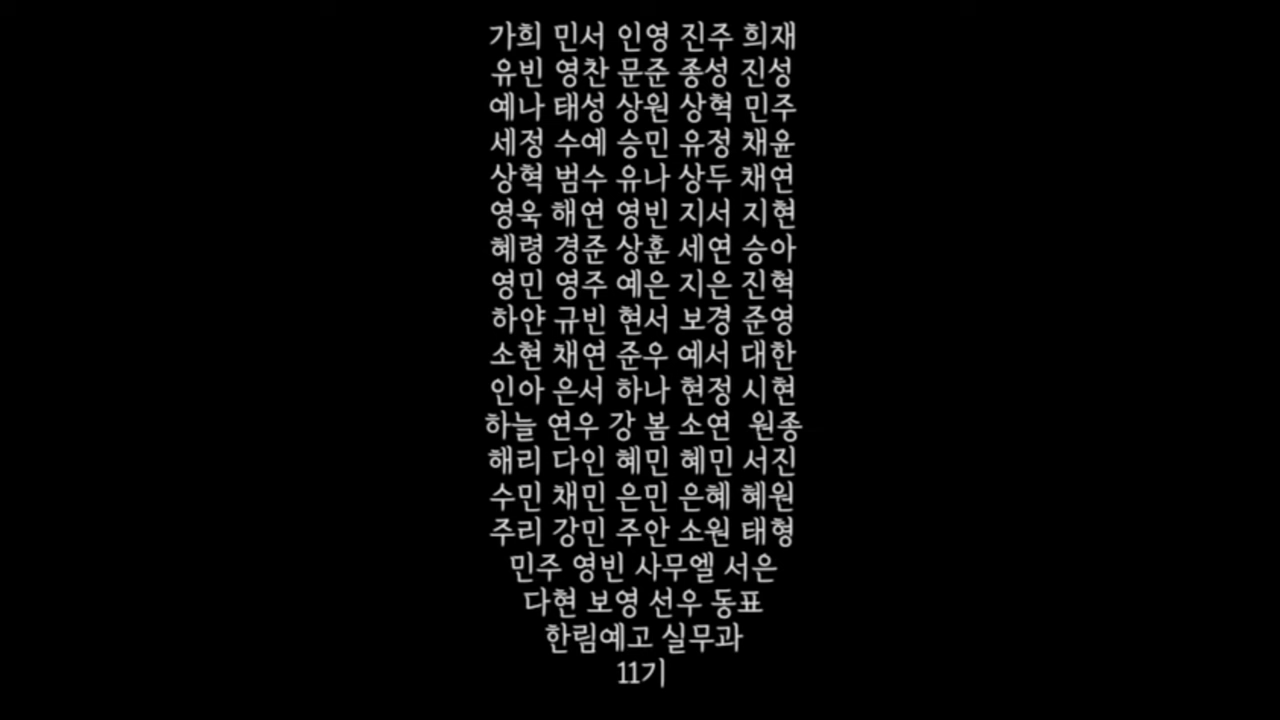 가희 민서 인영 진주 희재
유빈 영찬 문준 종성 진성
예나 태성 상원 상혁 민주
세정 수예 승민 유정 채윤
상혁 범수 유나 상두 채연
영욱 해연 영빈 지서 지현
혜령 경준 상훈 세연 승아
영민 영주 예은 지은 진혁
하얀 규빈 현서 보경 준영
소현 채연 준우 예서 대한
인아 은서 하나 현정 시현
하늘 연우 강 봄 소연 원종
해리 다인 혜민 혜민 서진
수민 채민 은민 은혜 혜원
주리 강민 주안 소원 태형
민주 영빈 사무엘 서은
다현 보영 선우 동표
한림예고 실무과
11기